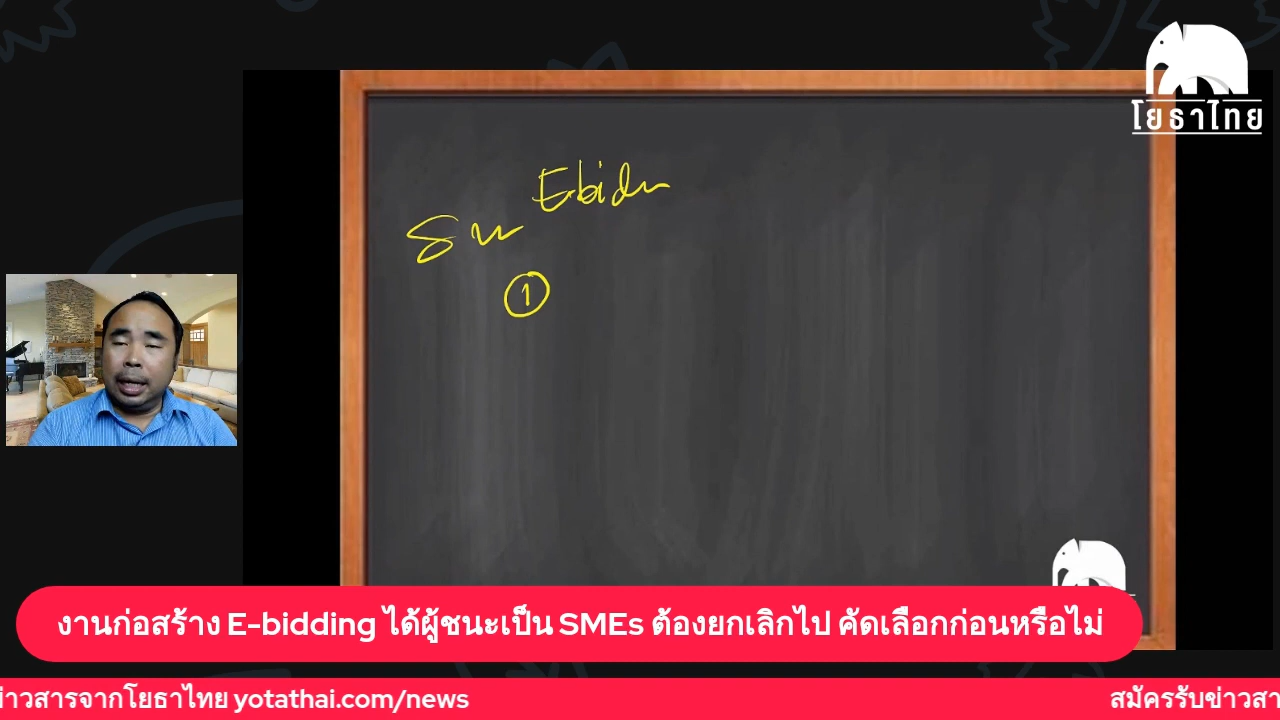 โยธาไทย
E-bidn
①
งานก่อสร้าง E-bidding ได้ผู้ชนะเป็น SMEs ต้องยกเลิกไป คัดเลือกก่อนหรือไม่
ข่าวสารจากโยธาไทย yotathai.com/news
สมัครรับข่าวสา